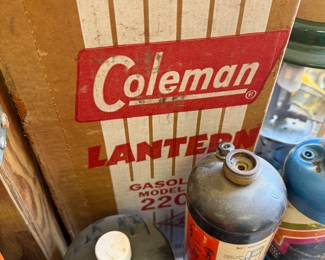 Coleman
®
LANTERN
GASOL
MODEL
220